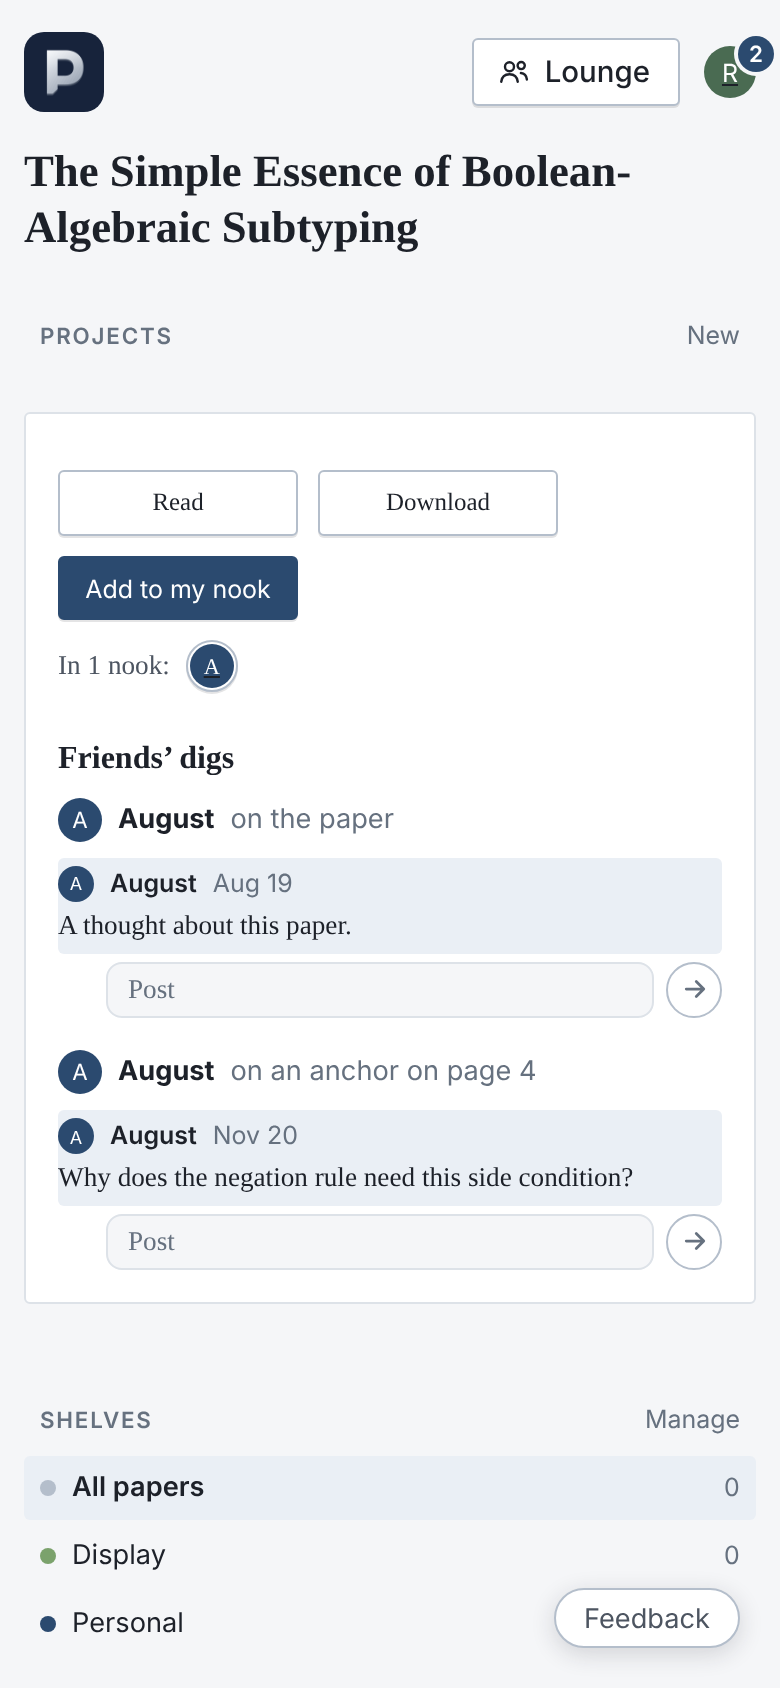 P
Lounge
R
2
The Simple Essence of Boolean-
Algebraic Subtyping
PROJECTS
New
Read
Download
Add to my nook
In 1 nook:
A
Friends’ digs
A August on the paper
A August Aug 19
A thought about this paper.
Post
A August on an anchor on page 4
A August Nov 20
Why does the negation rule need this side condition?
Post
SHELVES
Manage
All papers 0
Display 0
Personal
Feedback